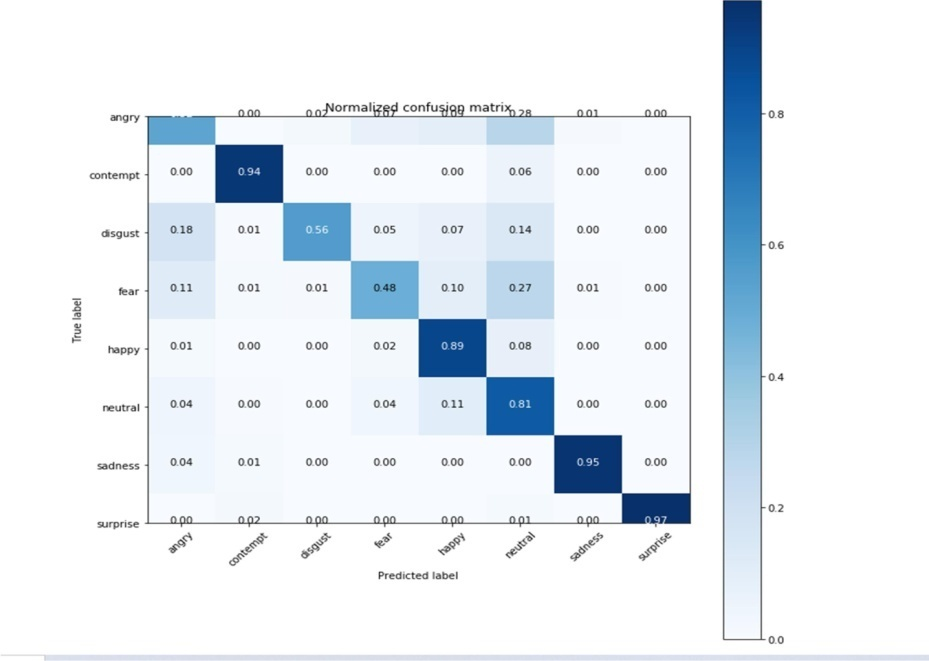 Normalized confusion matrix
angry 0.00 0.02 0.07 0.09 0.28 0.01 0.00
contempt 0.00 0.94 0.00 0.00 0.00 0.06 0.00 0.00
disgust 0.18 0.01 0.56 0.05 0.07 0.14 0.00 0.00
fear 0.11 0.01 0.01 0.48 0.10 0.27 0.01 0.00
happy 0.01 0.00 0.00 0.02 0.89 0.08 0.00 0.00
neutral 0.04 0.00 0.00 0.04 0.11 0.81 0.00 0.00
sadness 0.04 0.01 0.00 0.00 0.00 0.00 0.95 0.00
surprise 0.00 0.02 0.00 0.00 0.00 0.01 0.00 0.97
angry contempt disgust fear happy neutral sadness surprise
Predicted label
True label
0.8
0.6
0.4
0.2
0.0